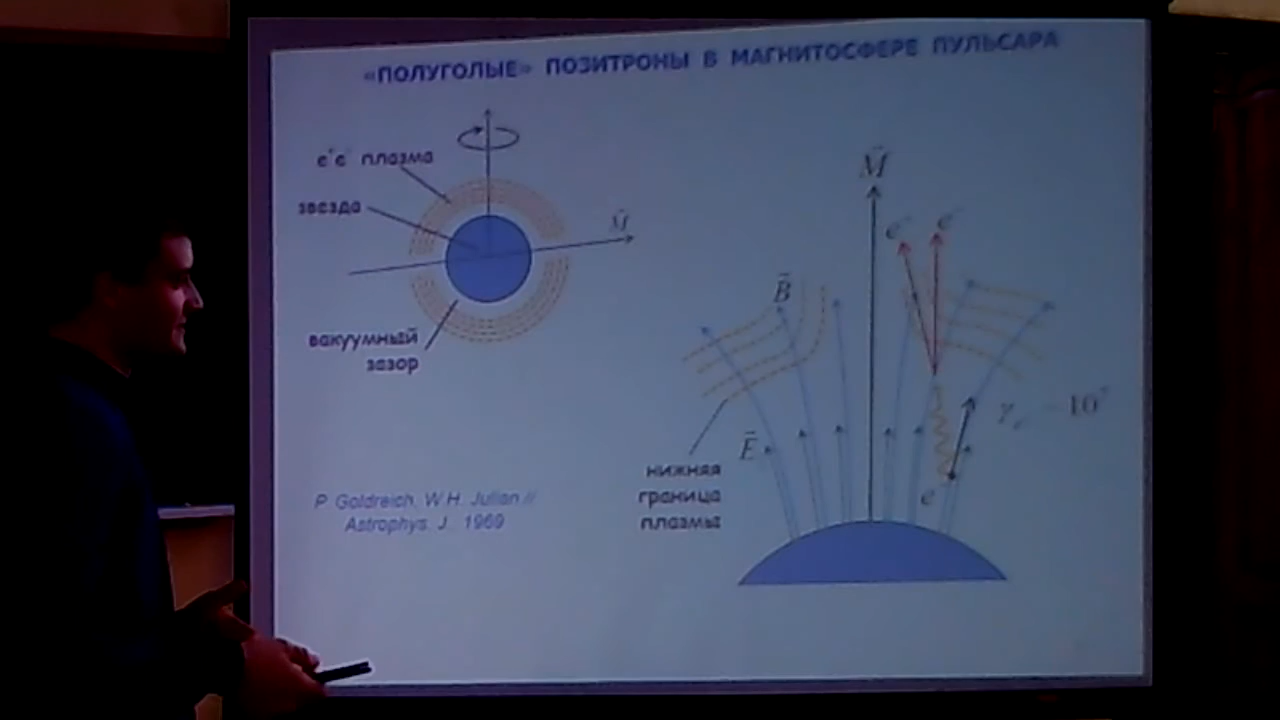 «ПОЛУГОЛЫЕ» ПОЗИТРОНЫ В МАГНИТОСФЕРЕ ПУЛЬСАРА
e⁺e⁻ плазма
звезда
M⃗
вакуумный
зазор
P. Goldreich, W.H. Julian //
Astrophys. J., 1969
M⃗
e⁻
B⃗
E⃗
e
нижняя
граница
плазмы